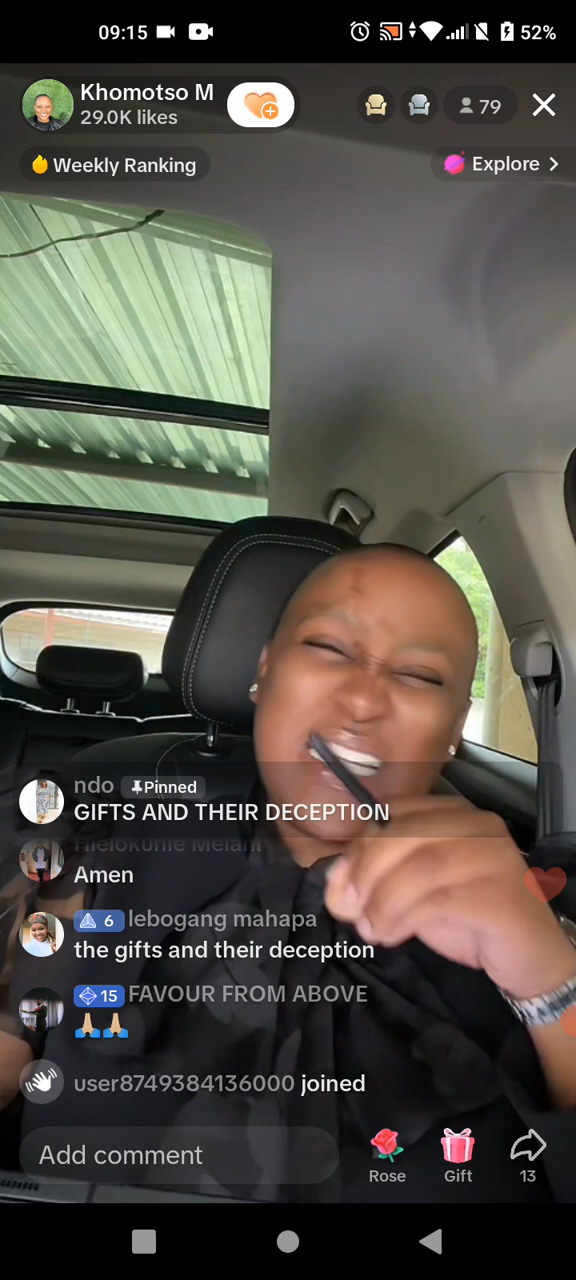 09:15
52%
Khomotso M
29.0K likes
79
Weekly Ranking
Explore
ndo Pinned
GIFTS AND THEIR DECEPTION
Amen
6 lebogang mahapa
the gifts and their deception
15 FAVOUR FROM ABOVE
user8749384136000 joined
Add comment
Rose
Gift
13